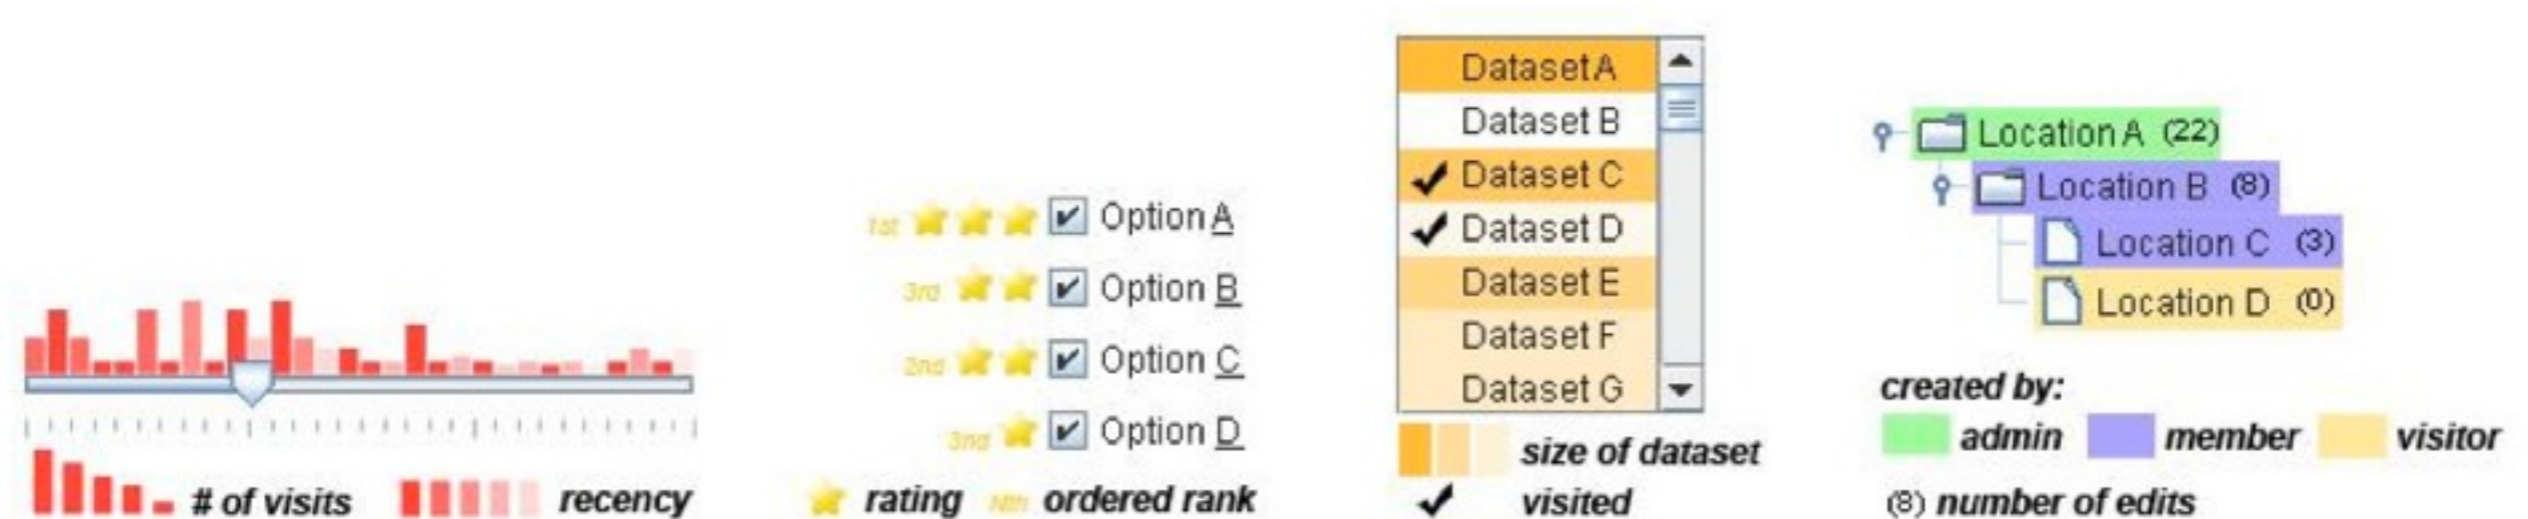 # of visits recency
1st Option A
3rd Option B
2nd Option C
3nd Option D
rating Nth ordered rank
Dataset A
Dataset B
Dataset C
Dataset D
Dataset E
Dataset F
Dataset G
size of dataset
visited
Location A (22)
Location B (8)
Location C (3)
Location D (0)
created by:
admin member visitor
(8) number of edits